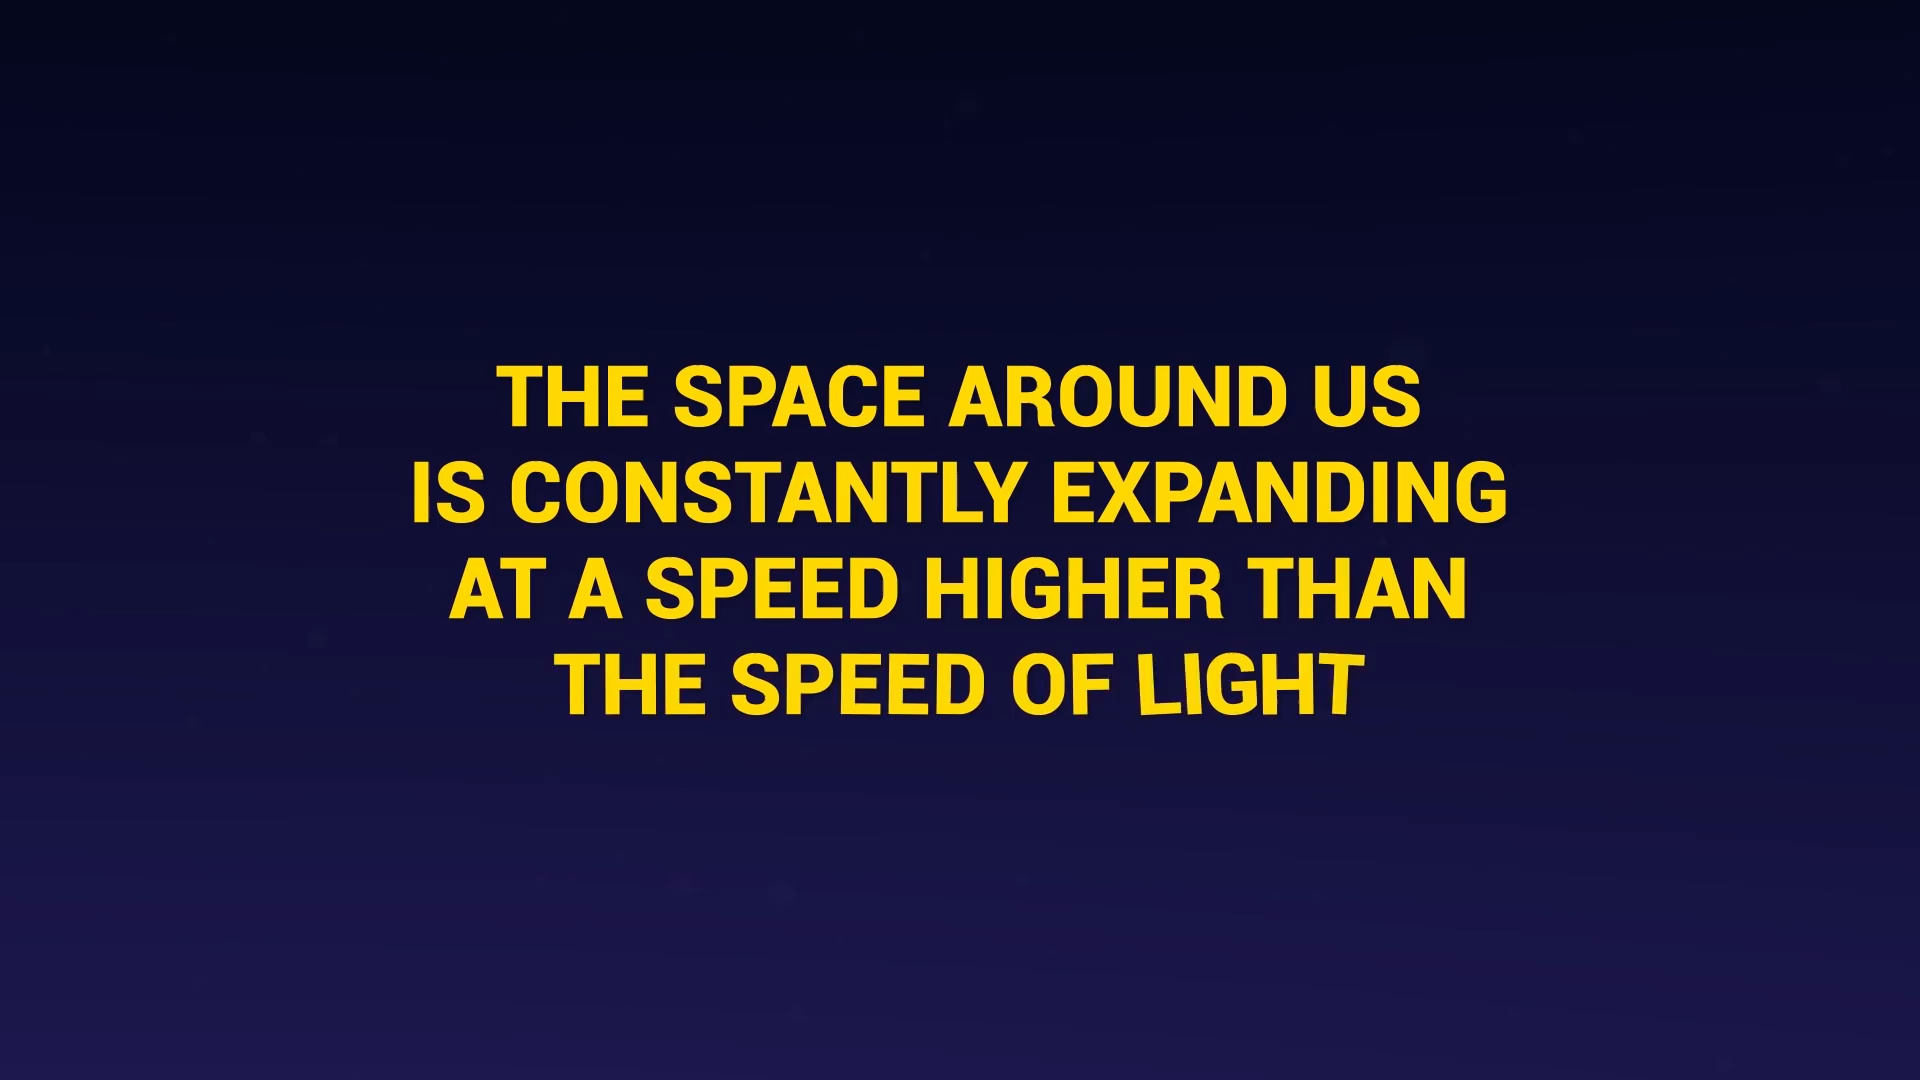 THE SPACE AROUND US
IS CONSTANTLY EXPANDING
AT A SPEED HIGHER THAN
THE SPEED OF LIGHT